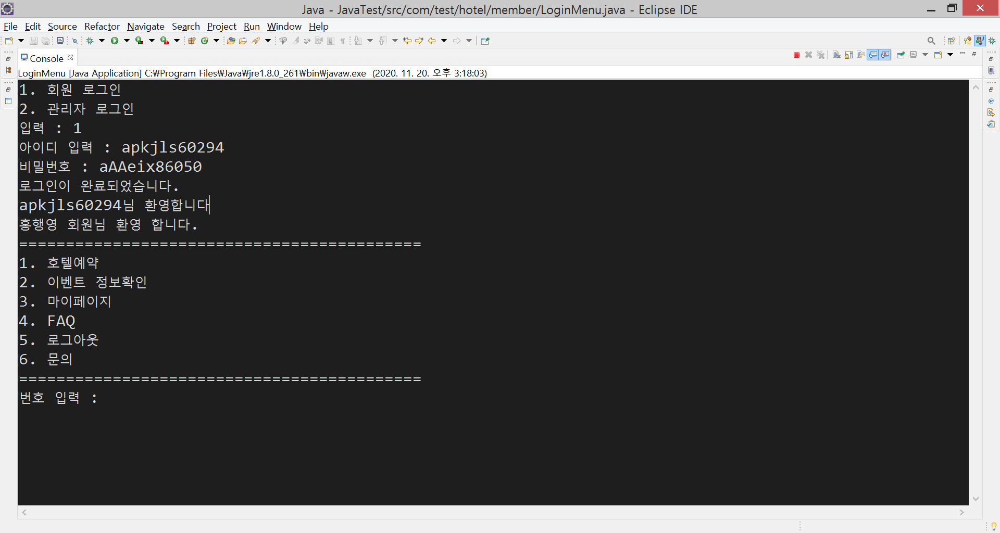 Java - JavaTest/src/com/test/hotel/member/LoginMenu.java - Eclipse IDE
File Edit Source Refactor Navigate Search Project Run Window Help
Console
LoginMenu [Java Application] C:₩Program Files₩Java₩jre1.8.0_261₩bin₩javaw.exe (2020. 11. 20. 오후 3:18:03)
1. 회원 로그인
2. 관리자 로그인
입력 : 1
아이디 입력 : apkjls60294
비밀번호 : aAAeix86050
로그인이 완료되었습니다.
apkjls60294님 환영합니다
홍행영 회원님 환영 합니다.
===========================================
1. 호텔예약
2. 이벤트 정보확인
3. 마이페이지
4. FAQ
5. 로그아웃
6. 문의
===========================================
번호 입력 :